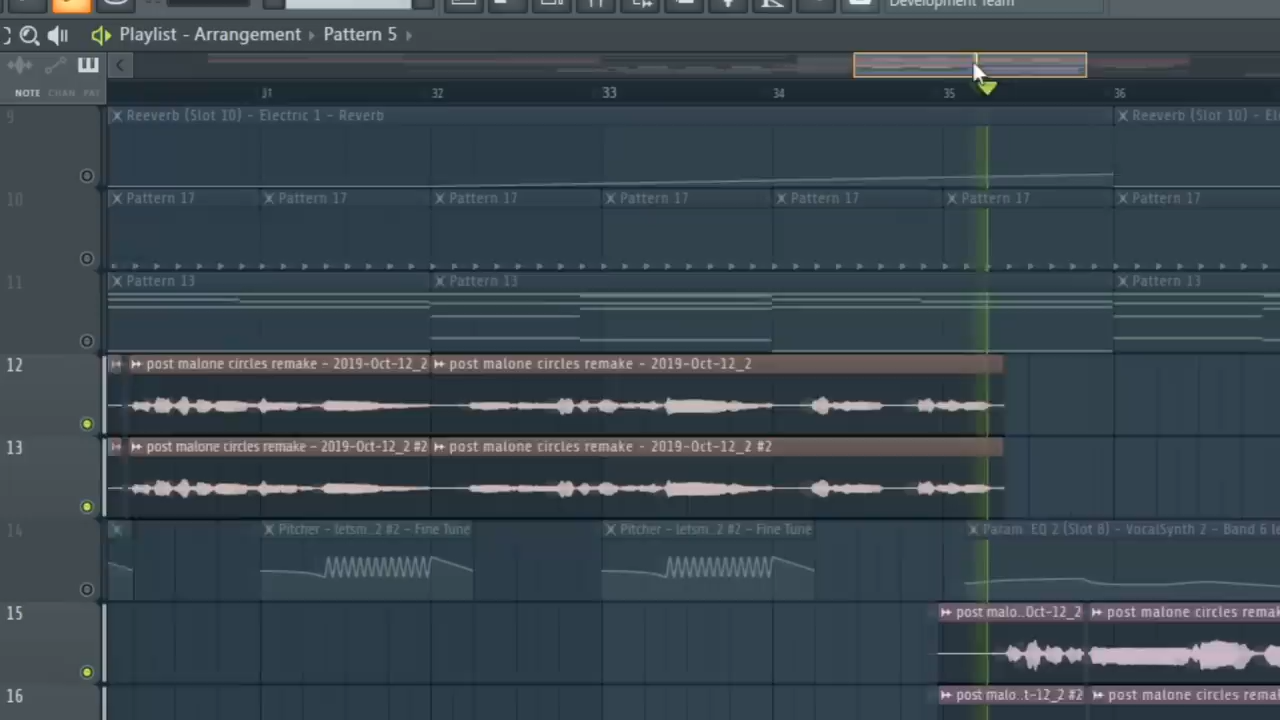 Development Team
Playlist - Arrangement › Pattern 5 ›
NOTE CHAN PAT
31 32 33 34 35 36
9
Reeverb (Slot 10) - Electric 1 - Reverb
Reeverb (Slot 10) - El
10
Pattern 17 Pattern 17 Pattern 17 Pattern 17 Pattern 17 Pattern 17 Pattern 17
11
Pattern 13 Pattern 13 Pattern 13
12
post malone circles remake - 2019-Oct-12_2
post malone circles remake - 2019-Oct-12_2
13
post malone circles remake - 2019-Oct-12_2 #2
post malone circles remake - 2019-Oct-12_2 #2
14
Pitcher - letsm..2 #2 - Fine Tune
Pitcher - letsm..2 #2 - Fine Tune
Param. EQ 2 (Slot 8) - VocalSynth 2 - Band 6 le
15
post malo..Oct-12_2
post malone circles remak
16
post malo..t-12_2 #2
post malone circles remal